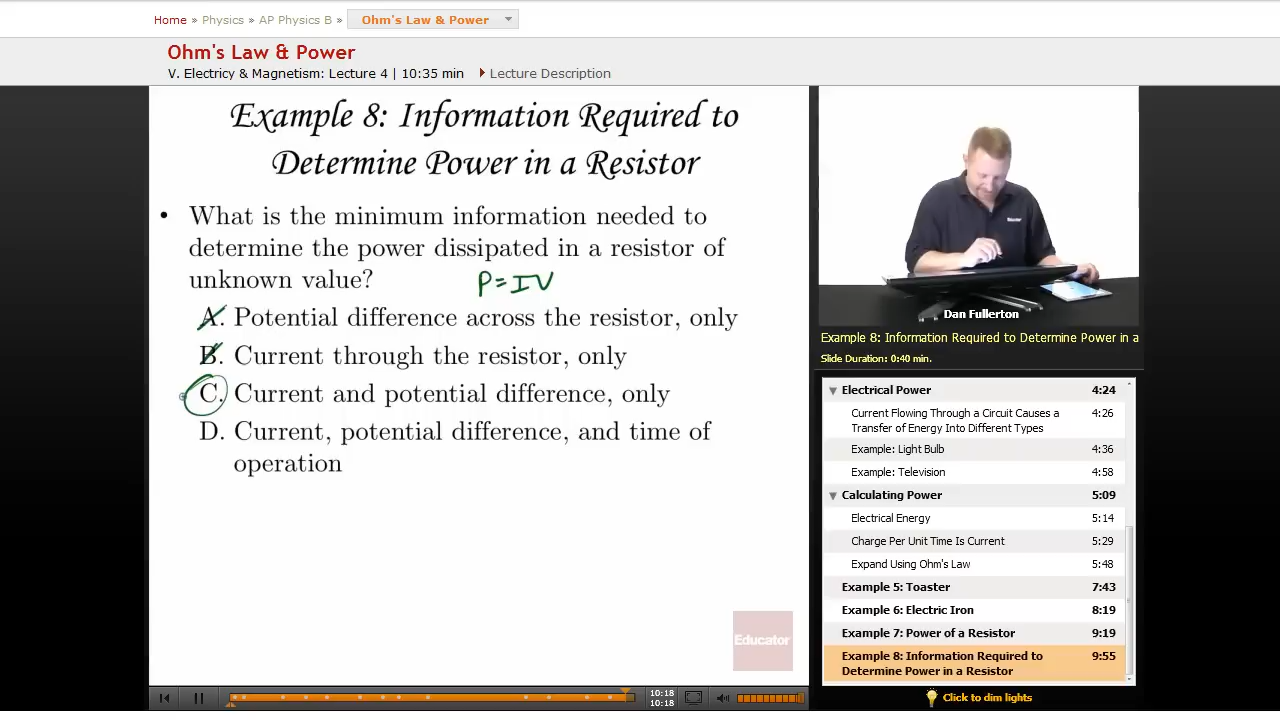 Home » Physics » AP Physics B » Ohm's Law & Power
Ohm's Law & Power
V. Electricy & Magnetism: Lecture 4 | 10:35 min Lecture Description
Example 8: Information Required to
Determine Power in a Resistor
• What is the minimum information needed to
determine the power dissipated in a resistor of
unknown value?
P=IV
A. Potential difference across the resistor, only
B. Current through the resistor, only
C. Current and potential difference, only
D. Current, potential difference, and time of
operation
Educator
10:18
10:18
Dan Fullerton
Example 8: Information Required to Determine Power in a
Slide Duration: 0:40 min.
Electrical Power 4:24
Current Flowing Through a Circuit Causes a 4:26
Transfer of Energy Into Different Types
Example: Light Bulb 4:36
Example: Television 4:58
Calculating Power 5:09
Electrical Energy 5:14
Charge Per Unit Time Is Current 5:29
Expand Using Ohm's Law 5:48
Example 5: Toaster 7:43
Example 6: Electric Iron 8:19
Example 7: Power of a Resistor 9:19
Example 8: Information Required to 9:55
Determine Power in a Resistor
Click to dim lights